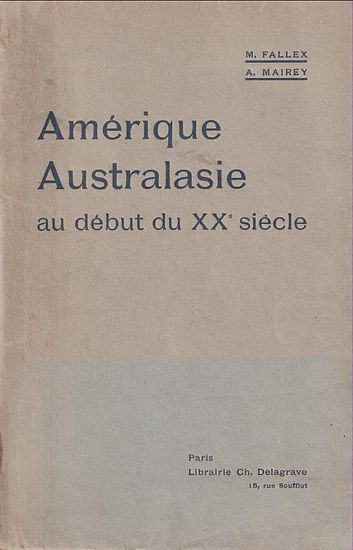 M. FALLEX
A. MAIREY
Amérique
Australasie
au début du XXe siècle
Paris
Librairie Ch. Delagrave
15, rue Soufflot